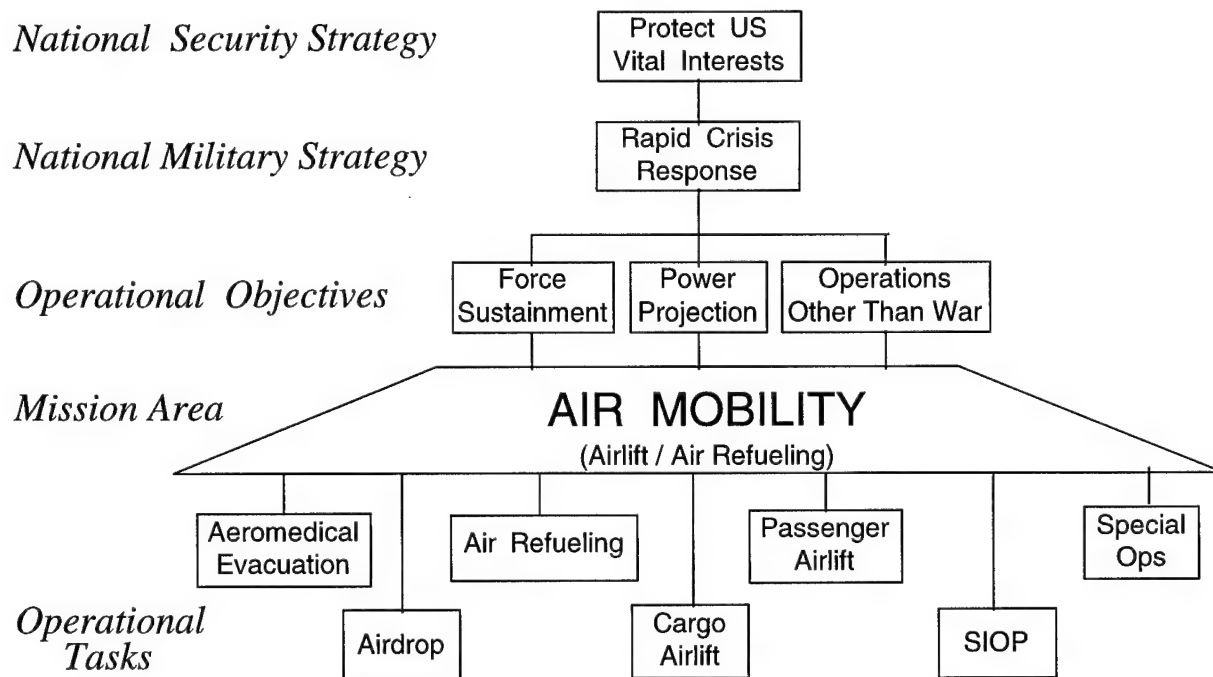 National Security Strategy
Protect US
Vital Interests
National Military Strategy
Rapid Crisis
Response
Operational Objectives
Force
Sustainment
Power
Projection
Operations
Other Than War
Mission Area
AIR MOBILITY
(Airlift / Air Refueling)
Aeromedical
Evacuation
Air Refueling
Passenger
Airlift
Special
Ops
Operational
Tasks
Airdrop
Cargo
Airlift
SIOP